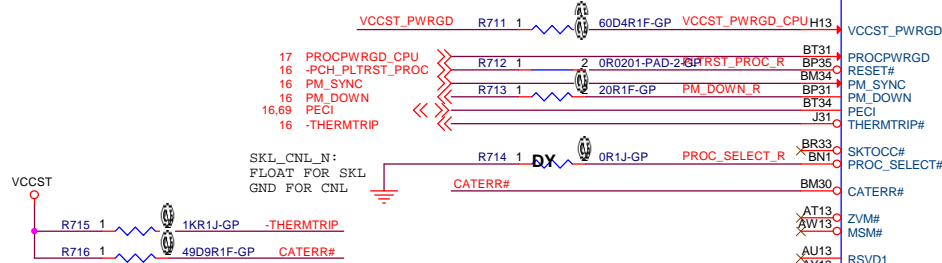 VCCST_PWRGD R711 1 2 60D4R1F-GP VCCST_PWRGD_CPU H13 VCCST_PWRGD
17 PROCPWRGD_CPU BT31 PROCPWRGD
16 -PCH_PLTRST_PROC R712 1 2 0R0201-PAD-2-GP PLTRST_PROC_R BP35 RESET#
16 PM_SYNC BM34 PM_SYNC
16 PM_DOWN R713 1 2 20R1F-GP PM_DOWN_R BP31 PM_DOWN
16,69 PECI BT34 PECI
16 -THERMTRIP J31 THERMTRIP#
BR33 SKTOCC#
SKL_CNL_N:
FLOAT FOR SKL
GND FOR CNL
R714 1 DY 0R1J-GP PROC_SELECT_R BN1 PROC_SELECT#
CATERR# BM30 CATERR#
VCCST
AT13 ZVM#
AW13 MSM#
R715 1 1KR1J-GP -THERMTRIP
R716 1 49D9R1F-GP CATERR#
AU13 RSVD1